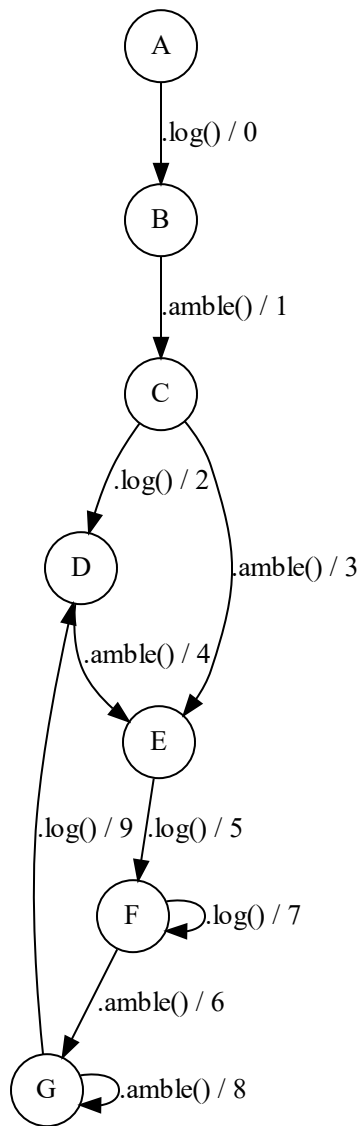 A
.log() / 0
B
.amble() / 1
C
.log() / 2
D
.amble() / 3
.amble() / 4
E
.log() / 9
.log() / 5
F
.log() / 7
.amble() / 6
G
.amble() / 8